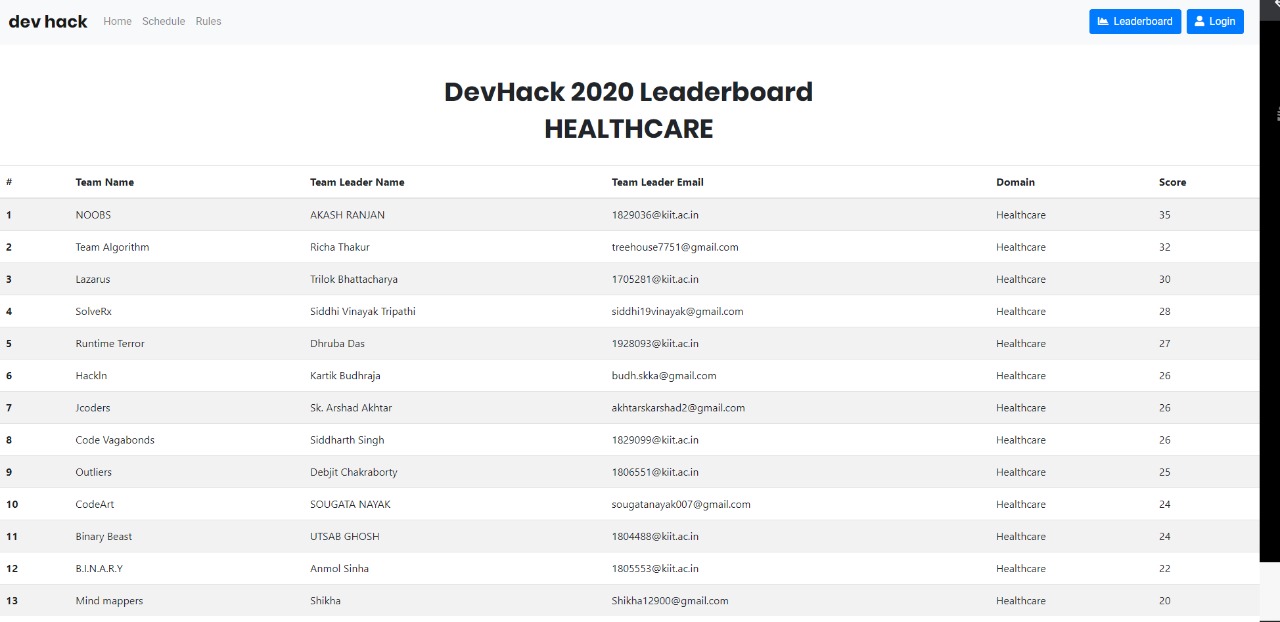 dev hack Home Schedule Rules Leaderboard Login
DevHack 2020 Leaderboard
HEALTHCARE
# Team Name Team Leader Name Team Leader Email Domain Score
1 NOOBS AKASH RANJAN 1829036@kiit.ac.in Healthcare 35
2 Team Algorithm Richa Thakur treehouse7751@gmail.com Healthcare 32
3 Lazarus Trilok Bhattacharya 1705281@kiit.ac.in Healthcare 30
4 SolveRx Siddhi Vinayak Tripathi siddhi19vinayak@gmail.com Healthcare 28
5 Runtime Terror Dhruba Das 1928093@kiit.ac.in Healthcare 27
6 HackIn Kartik Budhraja budh.skka@gmail.com Healthcare 26
7 Jcoders Sk. Arshad Akhtar akhtarskarshad2@gmail.com Healthcare 26
8 Code Vagabonds Siddharth Singh 1829099@kiit.ac.in Healthcare 26
9 Outliers Debjit Chakraborty 1806551@kiit.ac.in Healthcare 25
10 CodeArt SOUGATA NAYAK sougatanayak007@gmail.com Healthcare 24
11 Binary Beast UTSAB GHOSH 1804488@kiit.ac.in Healthcare 24
12 B.I.N.A.R.Y Anmol Sinha 1805553@kiit.ac.in Healthcare 22
13 Mind mappers Shikha Shikha12900@gmail.com Healthcare 20